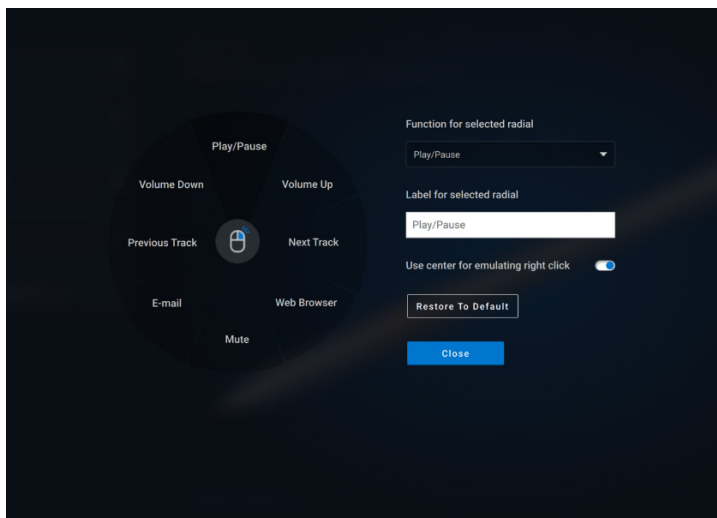 Play/Pause
Volume Down
Volume Up
Previous Track
Next Track
E-mail
Web Browser
Mute
Function for selected radial
Play/Pause
Label for selected radial
Play/Pause
Use center for emulating right click
Restore To Default
Close